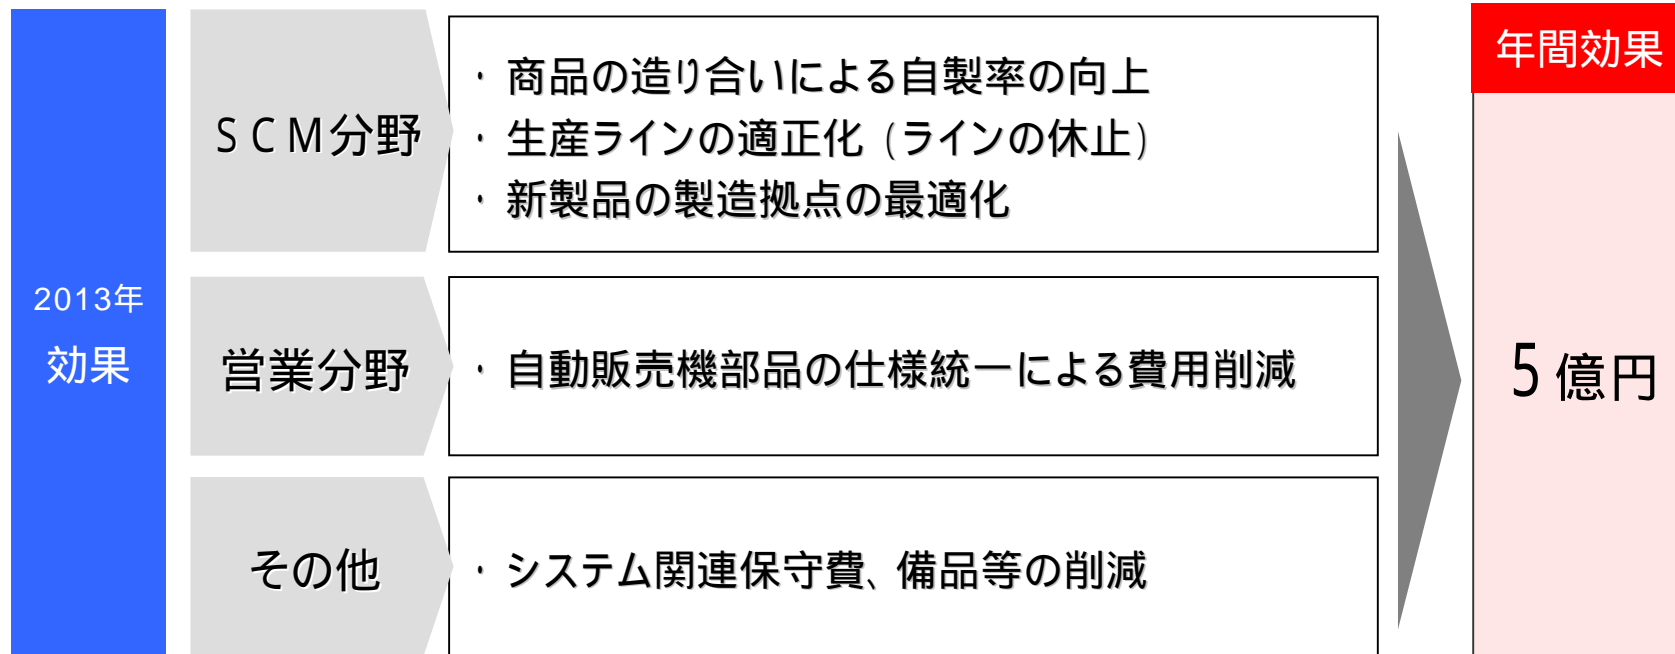 2013年
効果
ＳＣＭ分野
・商品の造り合いによる自製率の向上
・生産ラインの適正化（ラインの休止）
・新製品の製造拠点の最適化
営業分野
・自動販売機部品の仕様統一による費用削減
その他
・システム関連保守費、備品等の削減
年間効果
5億円